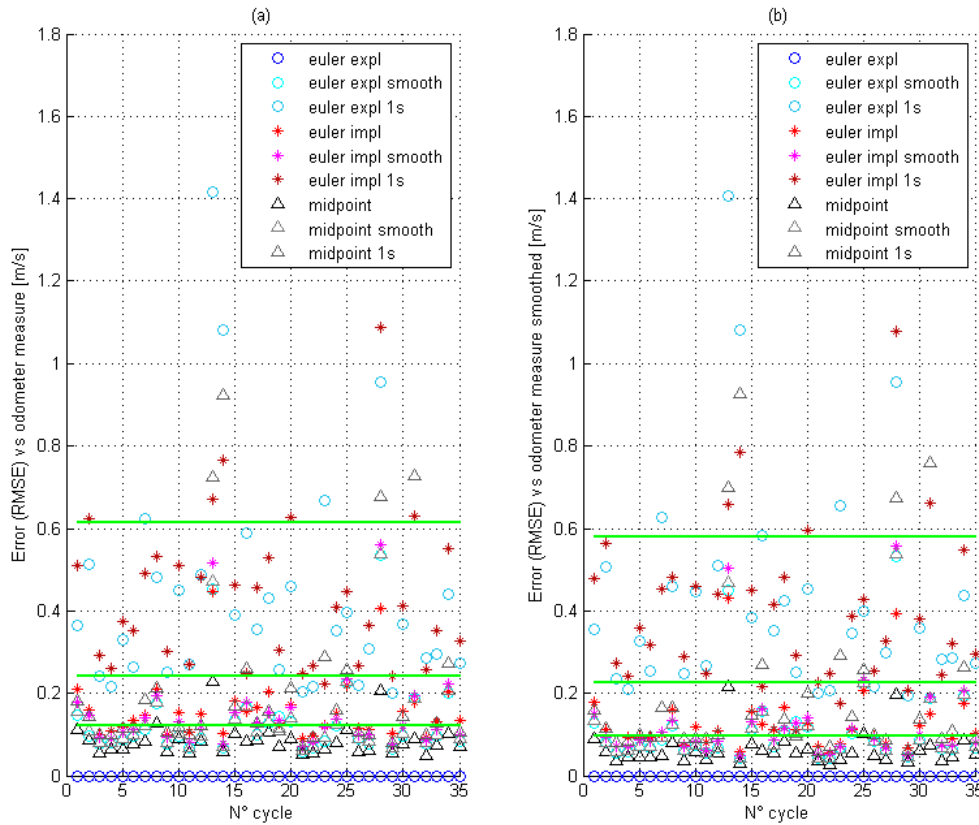 (a)
1.8
1.6
1.4
1.2
1
0.8
0.6
0.4
0.2
0
0
5
10
15
20
25
30
35
N° cycle
Error (RMSE) vs odometer measure [m/s]
euler expl
euler expl smooth
euler expl 1s
euler impl
euler impl smooth
euler impl 1s
midpoint
midpoint smooth
midpoint 1s
(b)
1.8
1.6
1.4
1.2
1
0.8
0.6
0.4
0.2
0
0
5
10
15
20
25
30
35
N° cycle
Error (RMSE) vs odometer measure smoothed [m/s]
euler expl
euler expl smooth
euler expl 1s
euler impl
euler impl smooth
euler impl 1s
midpoint
midpoint smooth
midpoint 1s